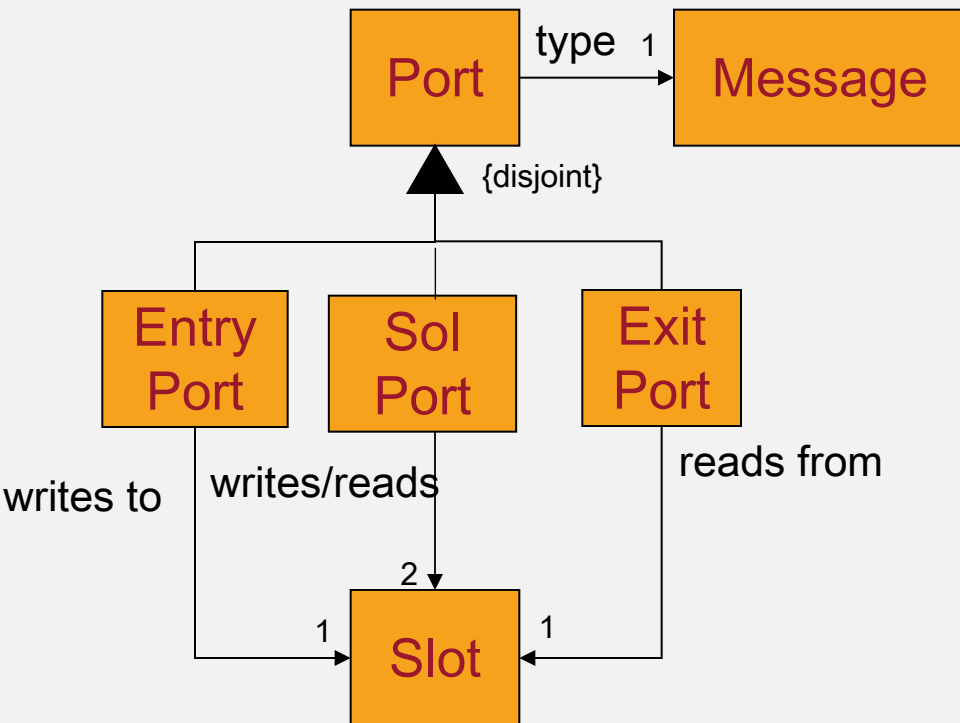 type 1
Port
Message
{disjoint}
Entry
Port
Sol
Port
Exit
Port
writes to
writes/reads
reads from
2
1
1
Slot